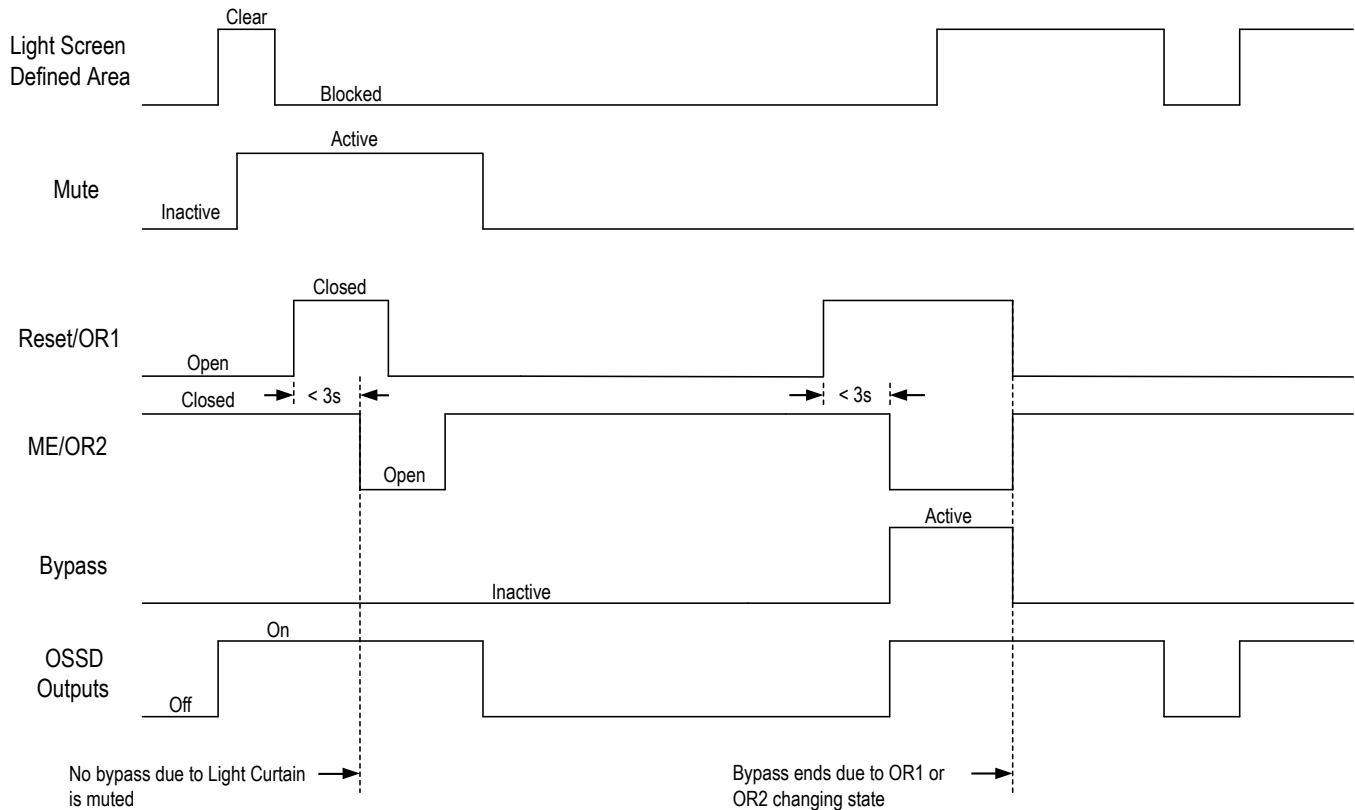 Clear
Light Screen
Defined Area
Blocked
Active
Mute
Inactive
Closed
Reset/OR1
Open
< 3s
< 3s
Closed
ME/OR2
Open
Active
Bypass
Inactive
On
OSSD
Outputs
Off
No bypass due to Light Curtain
is muted
Bypass ends due to OR1 or
OR2 changing state